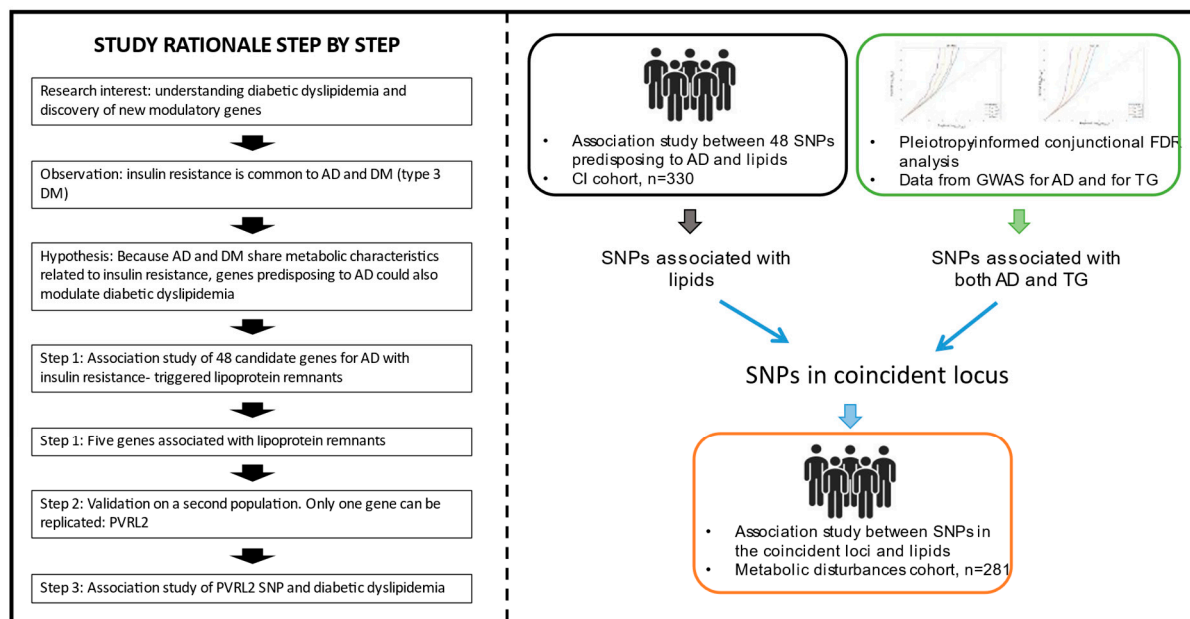 STUDY RATIONALE STEP BY STEP
Research interest: understanding diabetic dyslipidemia and
discovery of new modulatory genes
Observation: insulin resistance is common to AD and DM (type 3
DM)
Hypothesis: Because AD and DM share metabolic characteristics
related to insulin resistance, genes predisposing to AD could also
modulate diabetic dyslipidemia
Step 1: Association study of 48 candidate genes for AD with
insulin resistance- triggered lipoprotein remnants
Step 1: Five genes associated with lipoprotein remnants
Step 2: Validation on a second population. Only one gene can be
replicated: PVRL2
Step 3: Association study of PVRL2 SNP and diabetic dyslipidemia
• Association study between 48 SNPs
predisposing to AD and lipids
• CI cohort, n=330
• Pleiotropyinformed conjunctional FDR
analysis
• Data from GWAS for AD and for TG
SNPs associated with
lipids
SNPs associated with
both AD and TG
SNPs in coincident locus
• Association study between SNPs in
the coincident loci and lipids
• Metabolic disturbances cohort, n=281